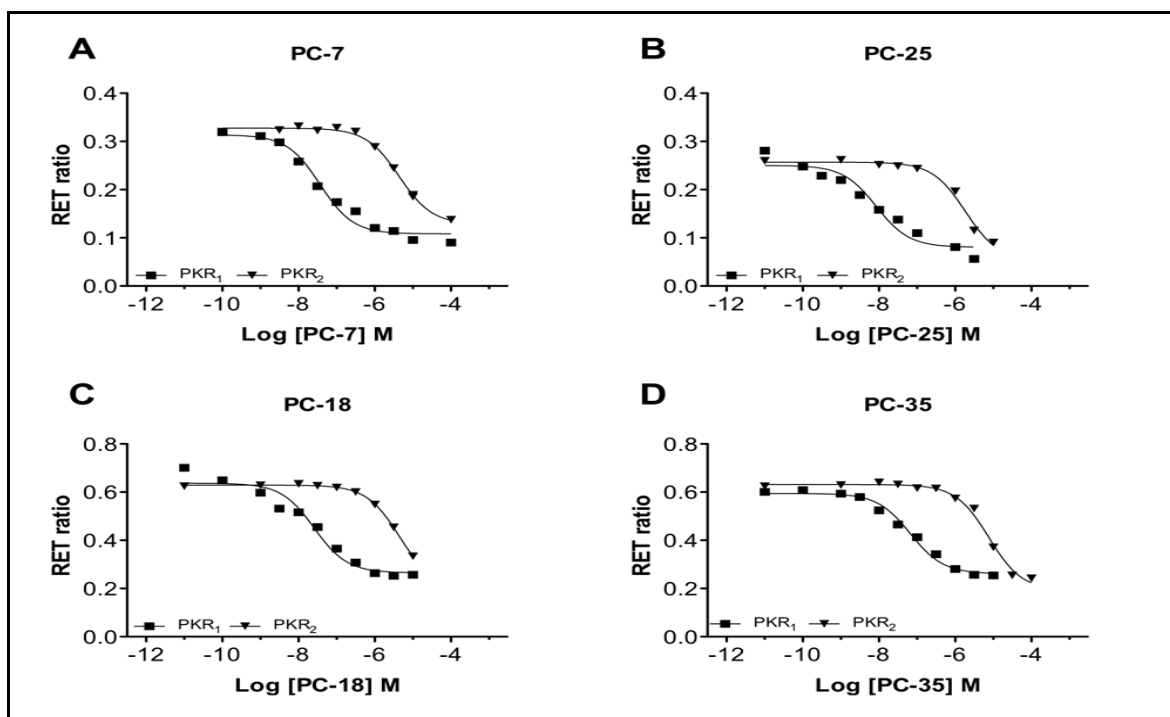 A
PC-7
0.4
0.3
0.2
0.1
0.0
RET ratio
PKR1 PKR2
-12 -10 -8 -6 -4
Log [PC-7] M
B
PC-25
0.4
0.3
0.2
0.1
0.0
RET ratio
PKR1 PKR2
-12 -10 -8 -6 -4
Log [PC-25] M
C
PC-18
0.8
0.6
0.4
0.2
0.0
RET ratio
PKR1 PKR2
-12 -10 -8 -6 -4
Log [PC-18] M
D
PC-35
0.8
0.6
0.4
0.2
0.0
RET ratio
PKR1 PKR2
-12 -10 -8 -6 -4
Log [PC-35] M